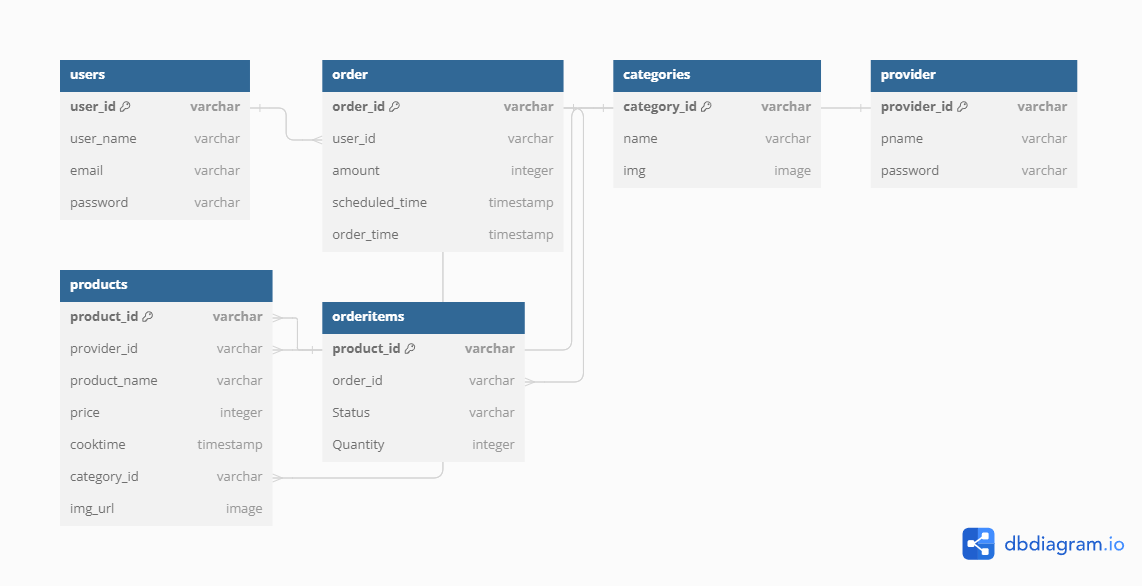 users
user_id varchar
user_name varchar
email varchar
password varchar
order
order_id varchar
user_id varchar
amount integer
scheduled_time timestamp
order_time timestamp
categories
category_id varchar
name varchar
img image
provider
provider_id varchar
pname varchar
password varchar
products
product_id varchar
provider_id varchar
product_name varchar
price integer
cooktime timestamp
category_id varchar
img_url image
orderitems
product_id varchar
order_id varchar
Status varchar
Quantity integer
dbdiagram.io